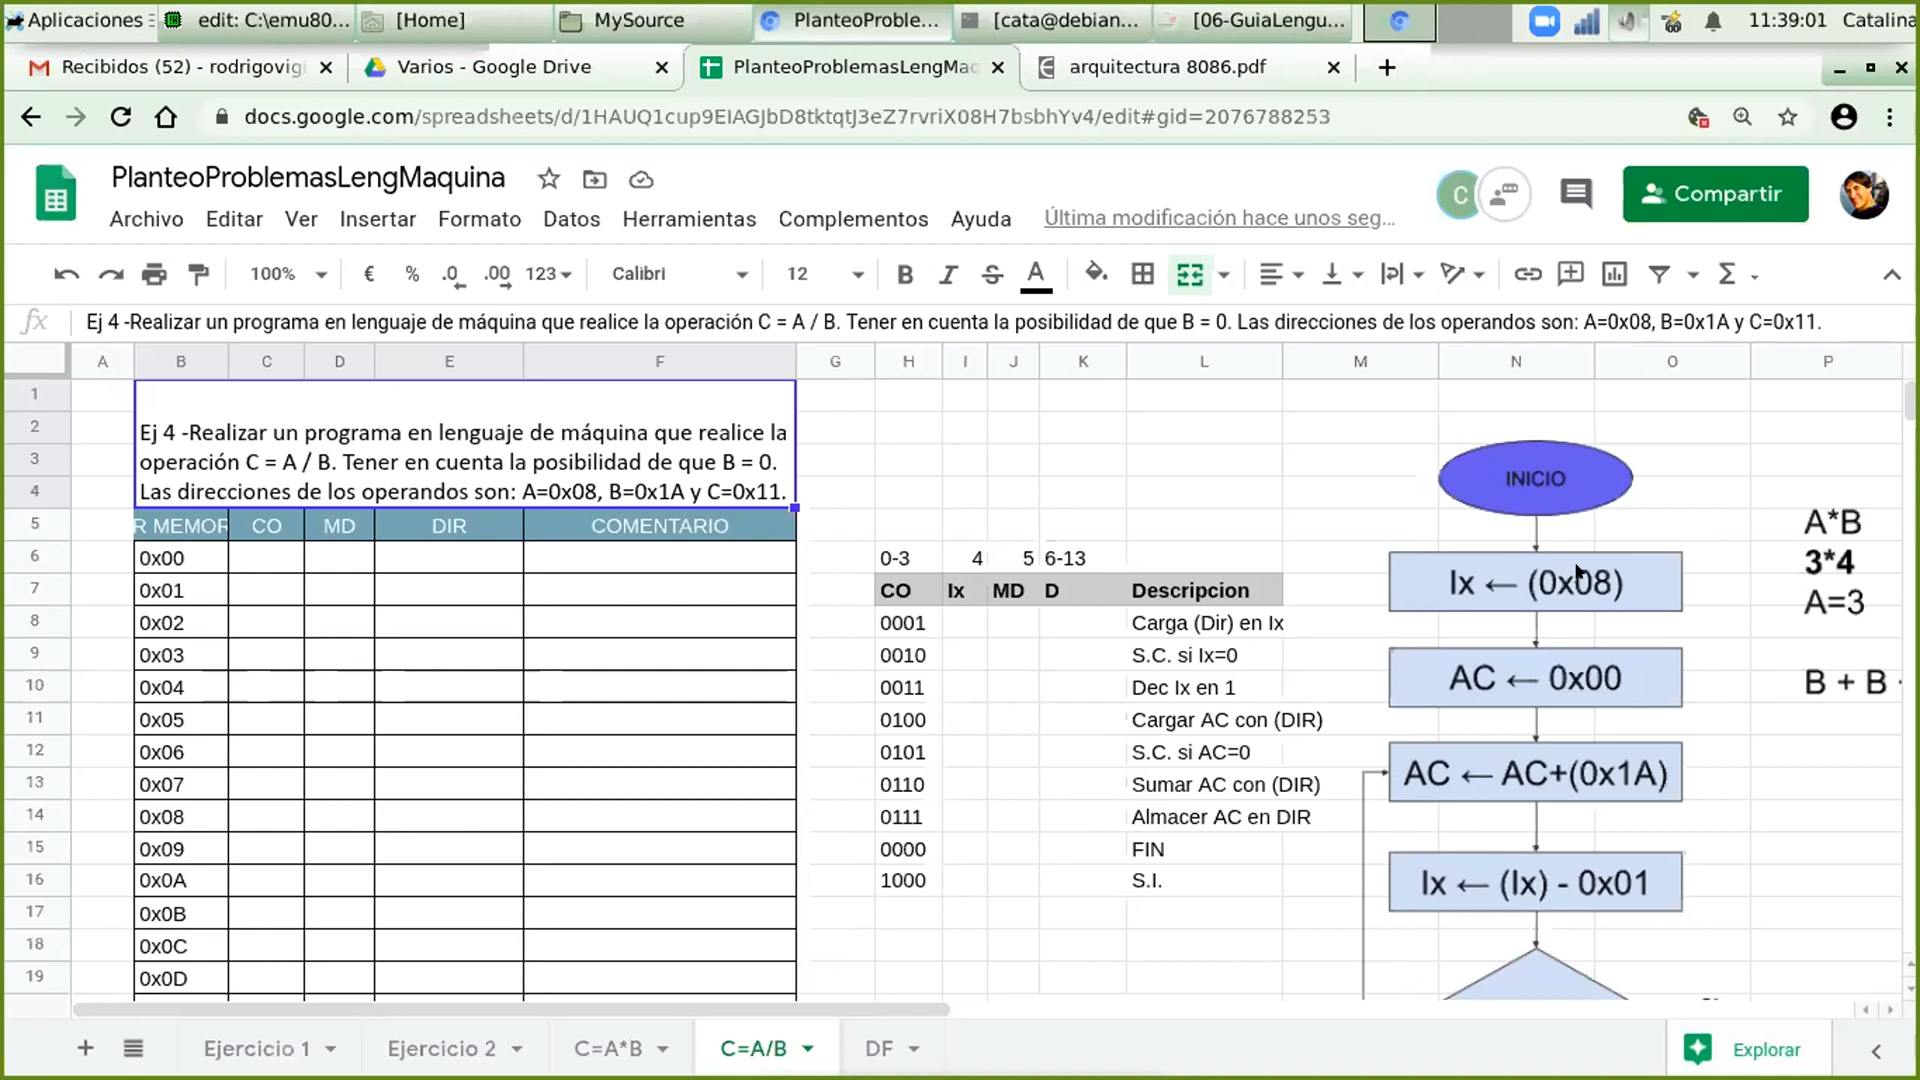 Aplicaciones
edit: C:\emu80...
[Home]
MySource
PlanteoProble...
[cata@debian...
[06-GuiaLengu...
11:39:01
Catalina
Recibidos (52) - rodrigovig
Varios - Google Drive
PlanteoProblemasLengMaq
arquitectura 8086.pdf
docs.google.com/spreadsheets/d/1HAUQ1cup9EIAGJbD8tktqtJ3eZ7rvriX08H7bsbhYv4/edit#gid=2076788253
PlanteoProblemasLengMaquina
C
Compartir
Archivo Editar Ver Insertar Formato Datos Herramientas Complementos Ayuda Última modificación hace unos seg...
100% € % .0 .00 123 Calibri 12 B I S A Σ
fx Ej 4 -Realizar un programa en lenguaje de máquina que realice la operación C = A / B. Tener en cuenta la posibilidad de que B = 0. Las direcciones de los operandos son: A=0x08, B=0x1A y C=0x11.
A B C D E F G H I J K L M N O P
1
2
3
4
Ej 4 -Realizar un programa en lenguaje de máquina que realice la
operación C = A / B. Tener en cuenta la posibilidad de que B = 0.
Las direcciones de los operandos son: A=0x08, B=0x1A y C=0x11.
5 R MEMOR CO MD DIR COMENTARIO
6 0x00 0-3 4 5 6-13
7 0x01 CO Ix MD D Descripcion
8 0x02 0001 Carga (Dir) en Ix
9 0x03 0010 S.C. si Ix=0
10 0x04 0011 Dec Ix en 1
11 0x05 0100 Cargar AC con (DIR)
12 0x06 0101 S.C. si AC=0
13 0x07 0110 Sumar AC con (DIR)
14 0x08 0111 Almacer AC en DIR
15 0x09 0000 FIN
16 0x0A 1000 S.I.
17 0x0B
18 0x0C
19 0x0D
INICIO
Ix ← (0x08)
AC ← 0x00
AC ← AC+(0x1A)
Ix ← (Ix) - 0x01
A*B
3*4
A=3
B + B
Ejercicio 1
Ejercicio 2
C=A*B
C=A/B
DF
Explorar